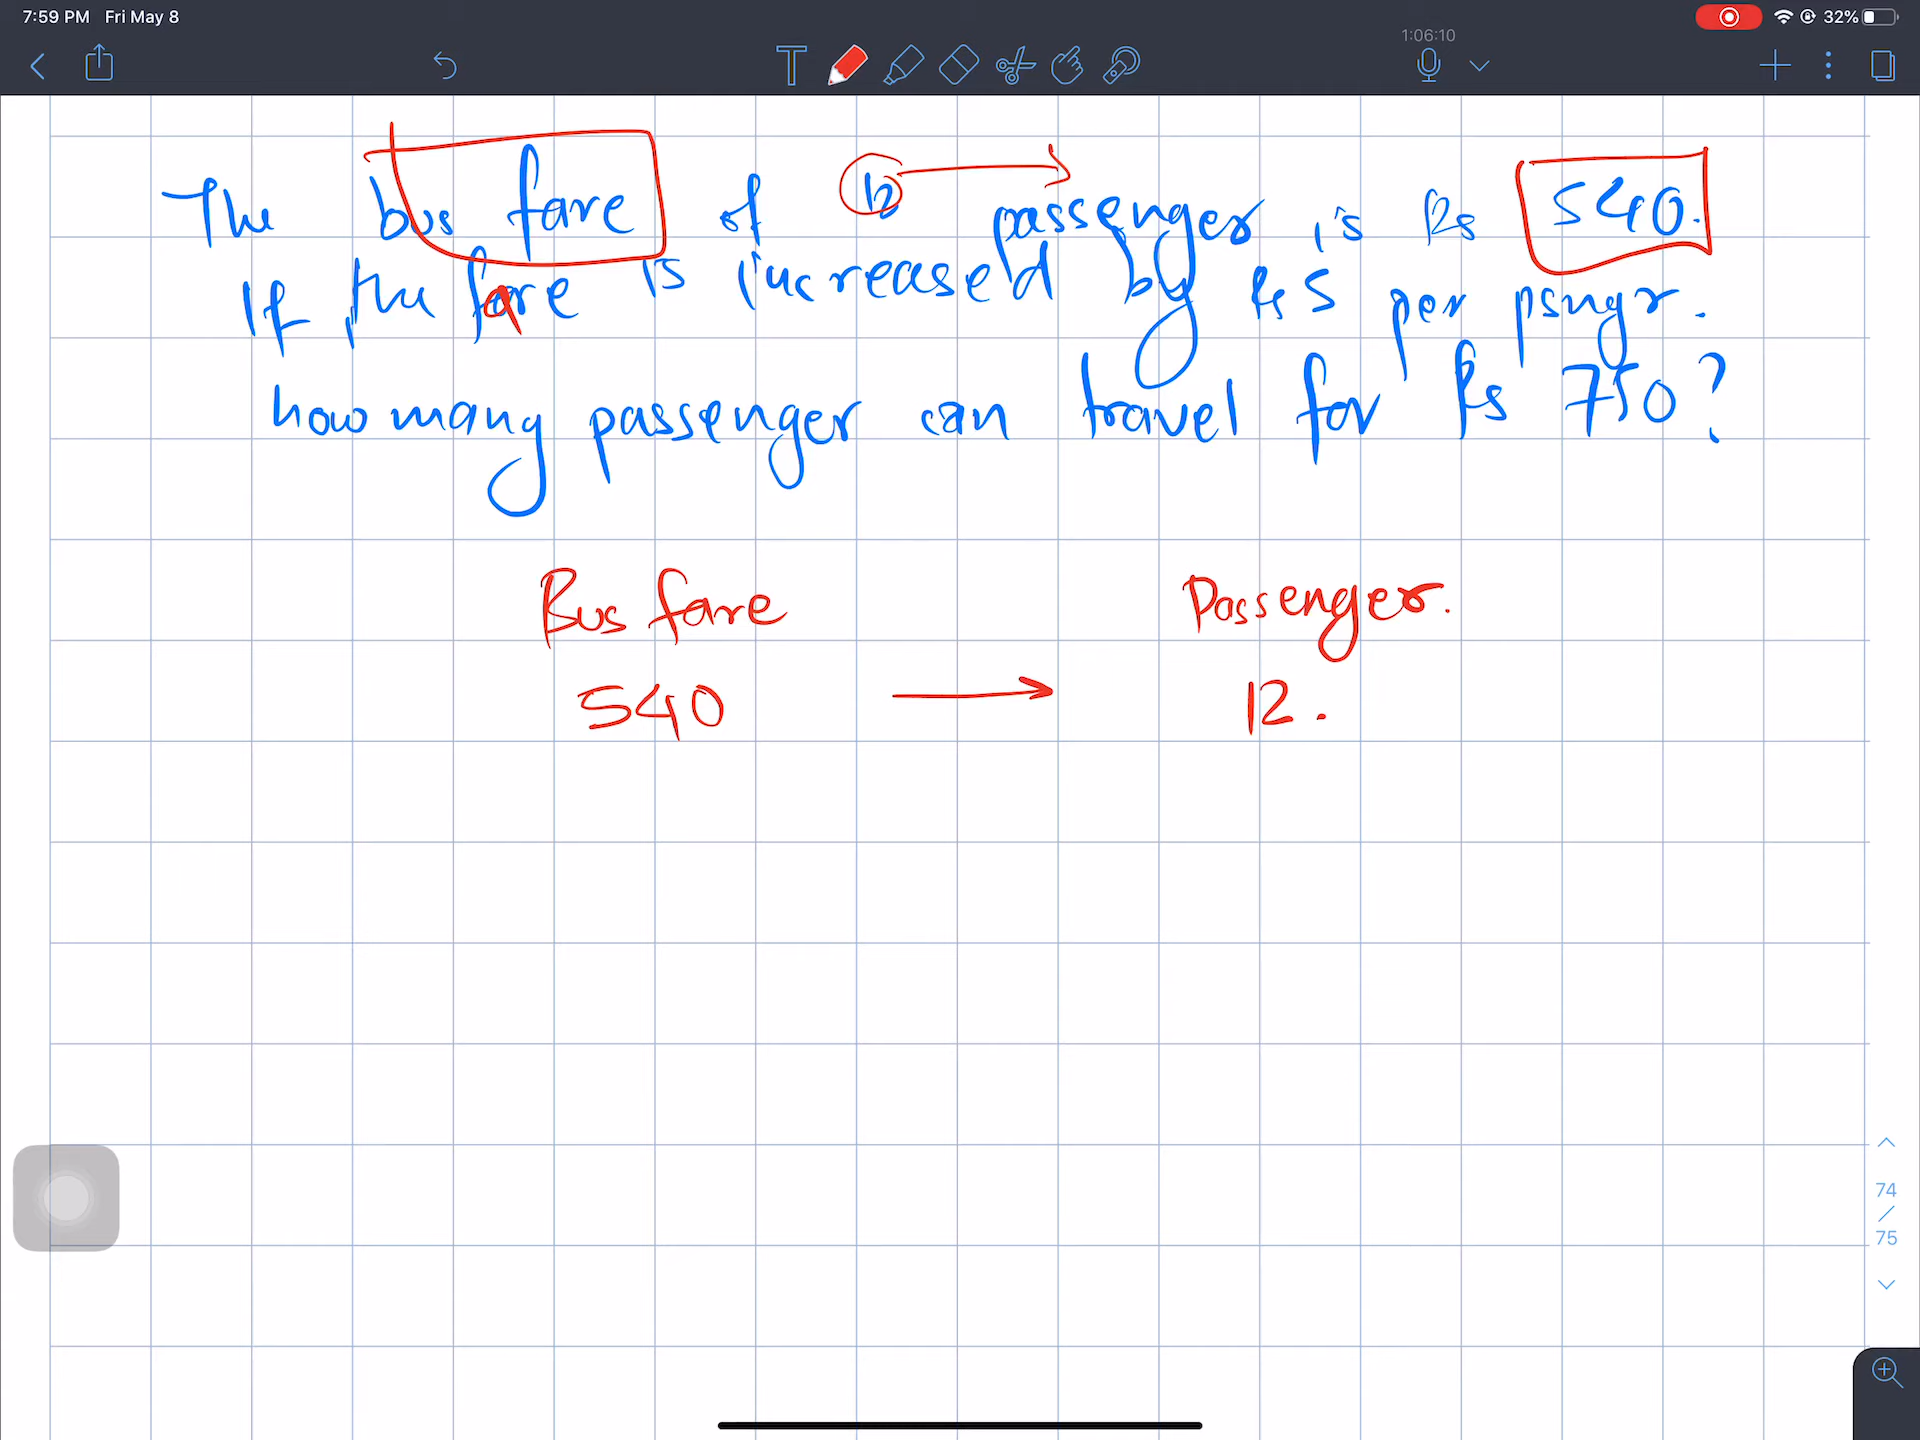 7:59 PM Fri May 8
32%
1:06:10
The bus fare of 12 passenger is Rs 540.
If the fare is increased by Rs 5 per psngr.
how many passenger can travel for Rs 750?
Bus fare Passenger.
540 → 12.
74
/
75